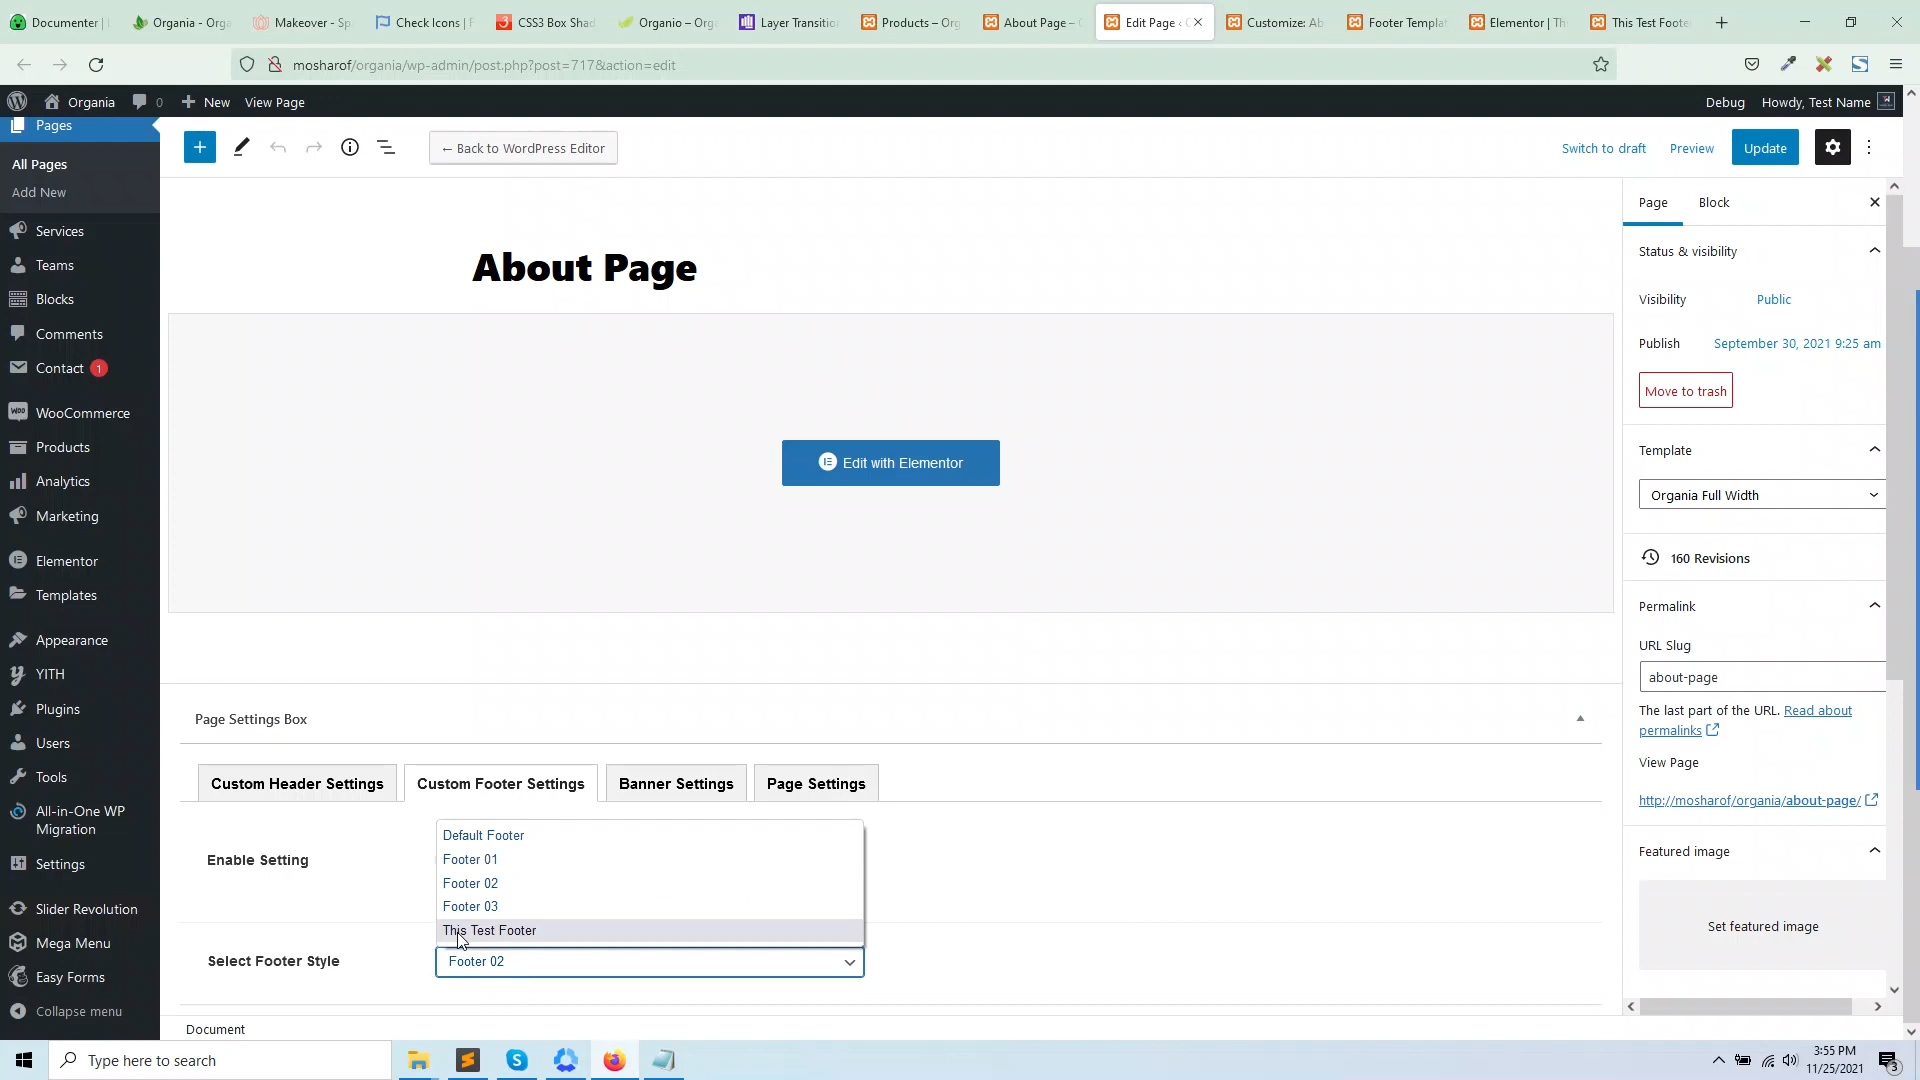 Documenter |
Organia - Orga
Makeover - Sp
Check Icons | F
CSS3 Box Shad
Organio – Orga
Layer Transition
Products – Org
About Page –
Edit Page ‹
Customize: Ab
Footer Templat
Elementor | Th
This Test Foote
mosharof/organia/wp-admin/post.php?post=717&action=edit
Organia
0
New
View Page
Debug
Howdy, Test Name
Pages
All Pages
Add New
Services
Teams
Blocks
Comments
Contact 1
WooCommerce
Products
Analytics
Marketing
Elementor
Templates
Appearance
YITH
Plugins
Users
Tools
All-in-One WP
Migration
Settings
Slider Revolution
Mega Menu
Easy Forms
Collapse menu
← Back to WordPress Editor
Switch to draft
Preview
Update
About Page
Edit with Elementor
Page Settings Box
Custom Header Settings
Custom Footer Settings
Banner Settings
Page Settings
Enable Setting
Default Footer
Footer 01
Footer 02
Footer 03
This Test Footer
Select Footer Style
Footer 02
Document
Page
Block
Status & visibility
Visibility
Public
Publish
September 30, 2021 9:25 am
Move to trash
Template
Organia Full Width
160 Revisions
Permalink
URL Slug
about-page
The last part of the URL. Read about
permalinks
View Page
http://mosharof/organia/about-page/
Featured image
Set featured image
Type here to search
3:55 PM
11/25/2021
3